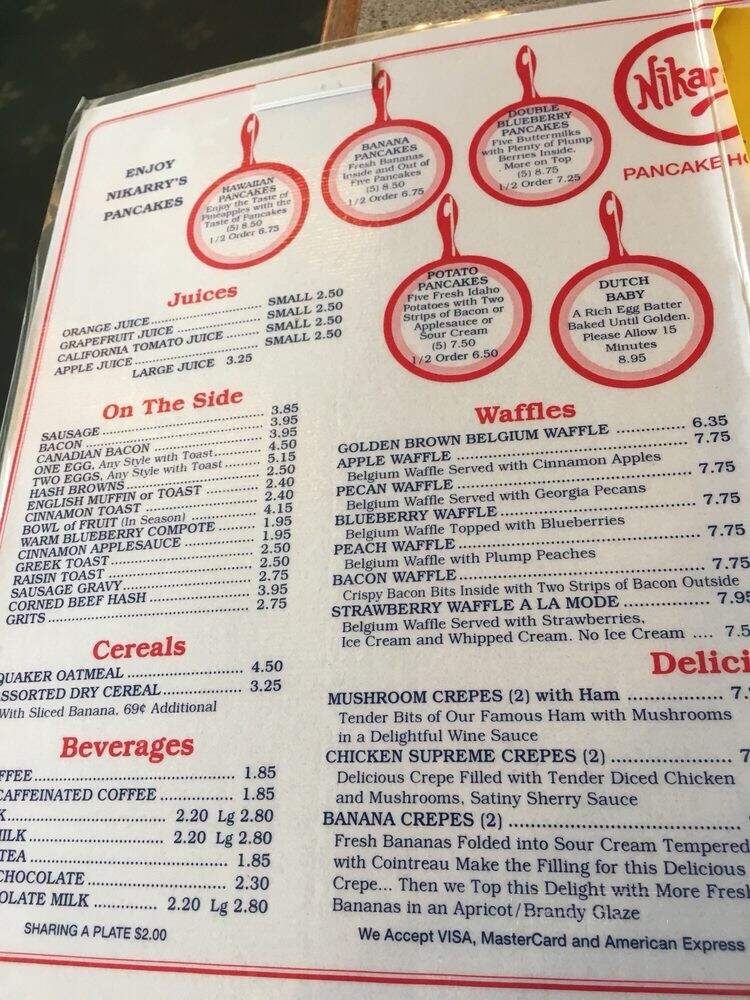 ENJOY
NIKARRY'S
PANCAKES
HAWAIIAN
PANCAKES
Enjoy the Taste of
Pineapples with the
Taste of Pancakes
(5) 8.50
1/2 Order 6.75
BANANA
PANCAKES
Fresh Bananas
Inside and Out of
Five Pancakes
(5) 8.50
1/2 Order 6.75
DOUBLE
BLUEBERRY
PANCAKES
Five Buttermilks
with Plenty of Plump
Berries Inside.
More on Top
(5) 8.75
1/2 Order 7.25
Nikar
PANCAKE HO
POTATO
PANCAKES
Five Fresh Idaho
Potatoes with Two
Strips of Bacon or
Applesauce or
Sour Cream
(5) 7.50
1/2 Order 6.50
DUTCH
BABY
A Rich Egg Batter
Baked Until Golden.
Please Allow 15
Minutes
8.95
Juices
ORANGE JUICE SMALL 2.50
GRAPEFRUIT JUICE SMALL 2.50
CALIFORNIA TOMATO JUICE SMALL 2.50
APPLE JUICE SMALL 2.50
LARGE JUICE 3.25
On The Side
SAUSAGE 3.85
BACON 3.95
CANADIAN BACON 3.95
ONE EGG, Any Style with Toast 4.50
TWO EGGS, Any Style with Toast 5.15
HASH BROWNS 2.50
ENGLISH MUFFIN or TOAST 2.40
CINNAMON TOAST 2.40
BOWL of FRUIT (In Season) 4.15
WARM BLUEBERRY COMPOTE 1.95
CINNAMON APPLESAUCE 1.95
GREEK TOAST 2.50
RAISIN TOAST 2.50
SAUSAGE GRAVY 2.75
CORNED BEEF HASH 3.95
GRITS 2.75
Cereals
QUAKER OATMEAL 4.50
ASSORTED DRY CEREAL 3.25
With Sliced Banana, 69¢ Additional
Beverages
FFEE 1.85
CAFFEINATED COFFEE 1.85
K 2.20 Lg 2.80
ILK 2.20 Lg 2.80
TEA 1.85
CHOCOLATE 2.30
OLATE MILK 2.20 Lg 2.80
SHARING A PLATE $2.00
Waffles
GOLDEN BROWN BELGIUM WAFFLE 6.35
APPLE WAFFLE 7.75
Belgium Waffle Served with Cinnamon Apples
PECAN WAFFLE 7.75
Belgium Waffle Served with Georgia Pecans
BLUEBERRY WAFFLE 7.75
Belgium Waffle Topped with Blueberries
PEACH WAFFLE 7.75
Belgium Waffle with Plump Peaches
BACON WAFFLE 7.75
Crispy Bacon Bits Inside with Two Strips of Bacon Outside
STRAWBERRY WAFFLE A LA MODE 7.95
Belgium Waffle Served with Strawberries,
Ice Cream and Whipped Cream. No Ice Cream .... 7.5
Delici
MUSHROOM CREPES (2) with Ham 7.
Tender Bits of Our Famous Ham with Mushrooms
in a Delightful Wine Sauce
CHICKEN SUPREME CREPES (2) 7
Delicious Crepe Filled with Tender Diced Chicken
and Mushrooms, Satiny Sherry Sauce
BANANA CREPES (2)
Fresh Bananas Folded into Sour Cream Tempered
with Cointreau Make the Filling for this Delicious
Crepe... Then we Top this Delight with More Fresh
Bananas in an Apricot/Brandy Glaze
We Accept VISA, MasterCard and American Express